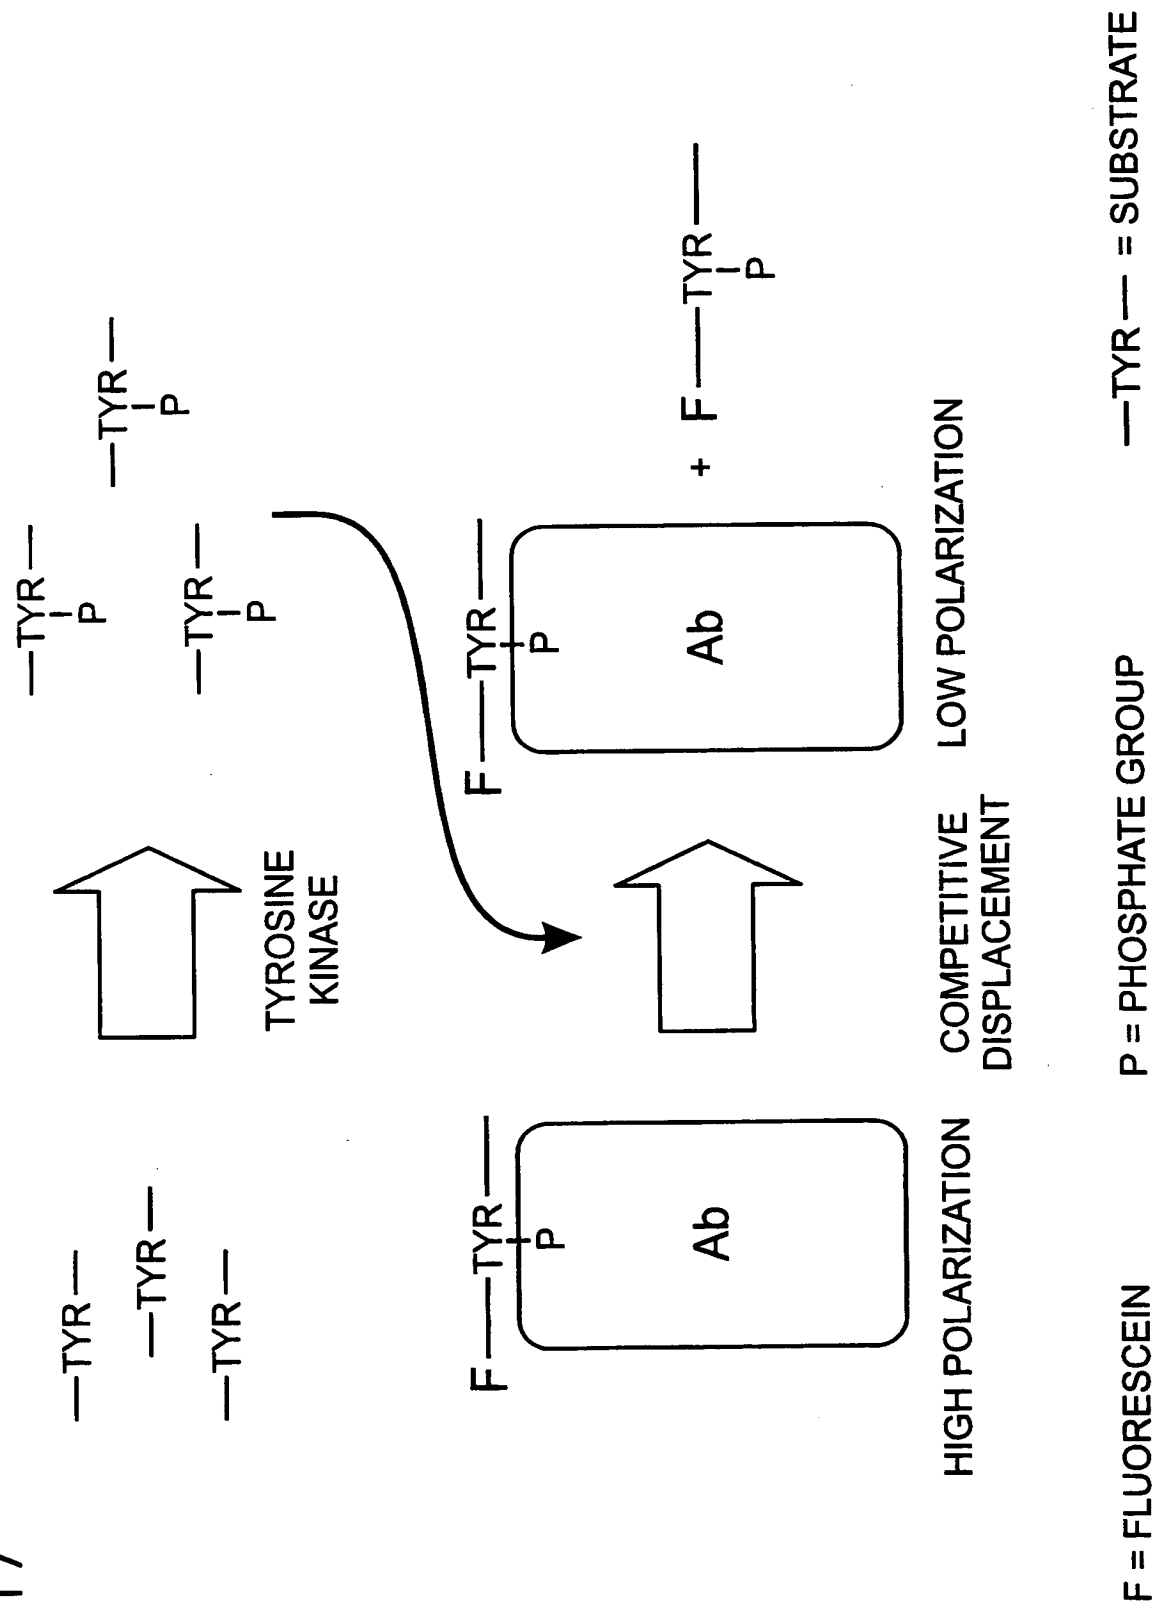 —TYR—
—TYR—
—TYR—
TYROSINE
KINASE
—TYR—
P
—TYR—
P
—TYR—
P
F—TYR—
P
Ab
HIGH POLARIZATION
COMPETITIVE
DISPLACEMENT
F—TYR—
P
Ab
+ F—TYR—
P
LOW POLARIZATION
F = FLUORESCEIN
P = PHOSPHATE GROUP
—TYR— = SUBSTRATE